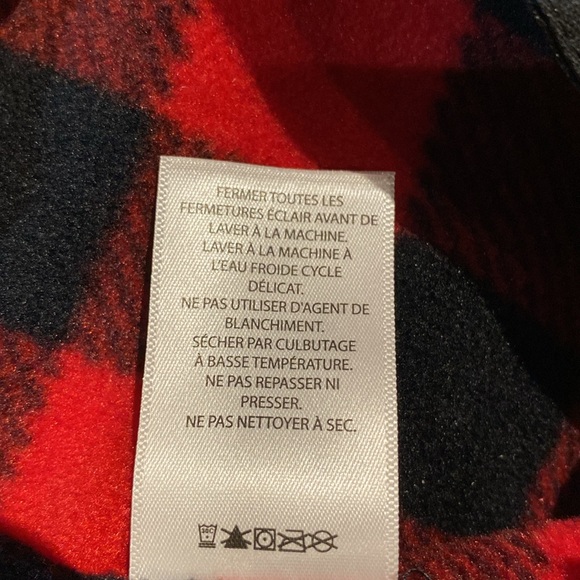 FERMER TOUTES LES
FERMETURES ÉCLAIR AVANT DE
LAVER À LA MACHINE.
LAVER À LA MACHINE À
L'EAU FROIDE CYCLE
DÉLICAT.
NE PAS UTILISER D'AGENT DE
BLANCHIMENT.
SÉCHER PAR CULBUTAGE
À BASSE TEMPÉRATURE.
NE PAS REPASSER NI
PRESSER.
NE PAS NETTOYER À SEC.
30C